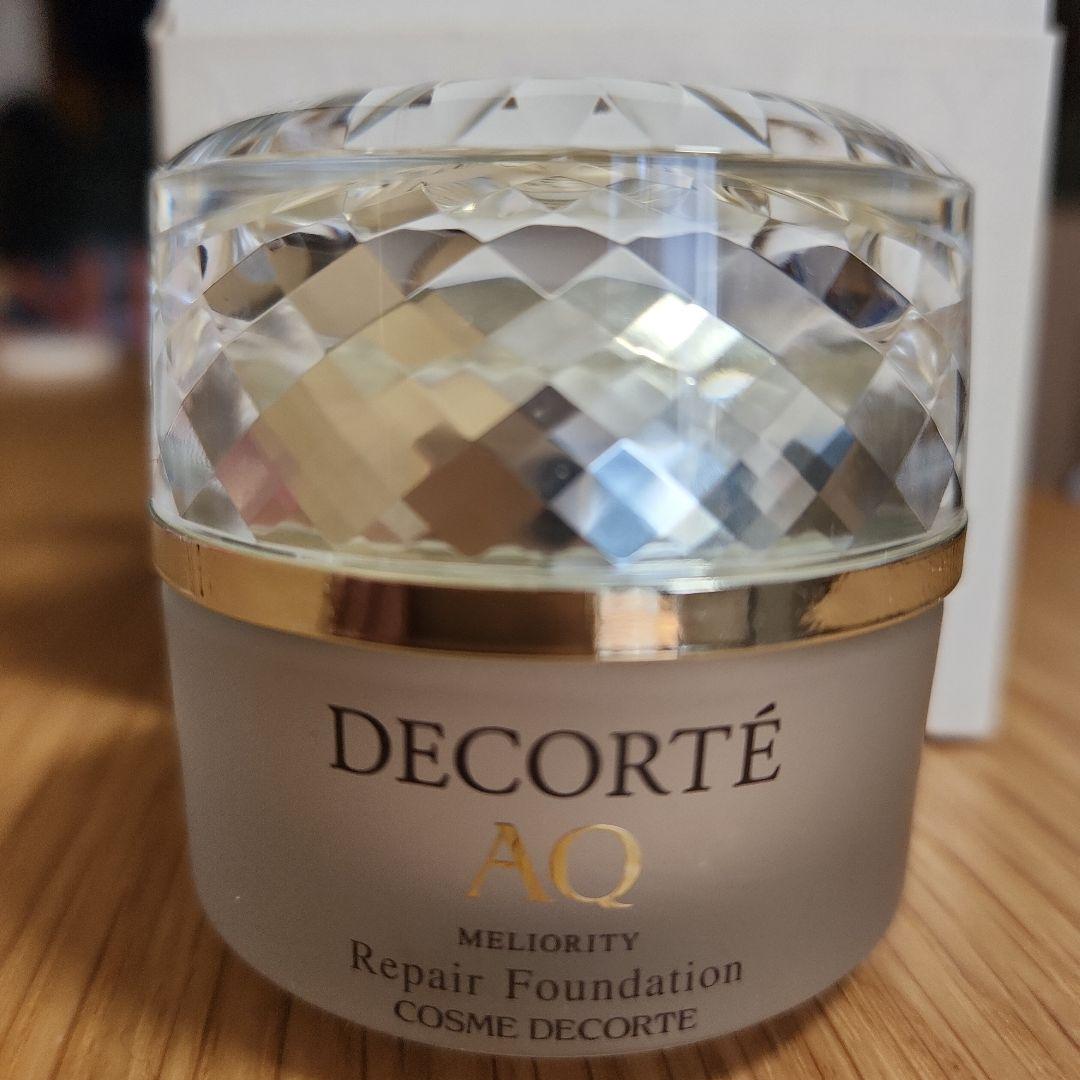 DECORTÉ
AQ
MELIORITY
Repair Foundation
COSME DECORTE